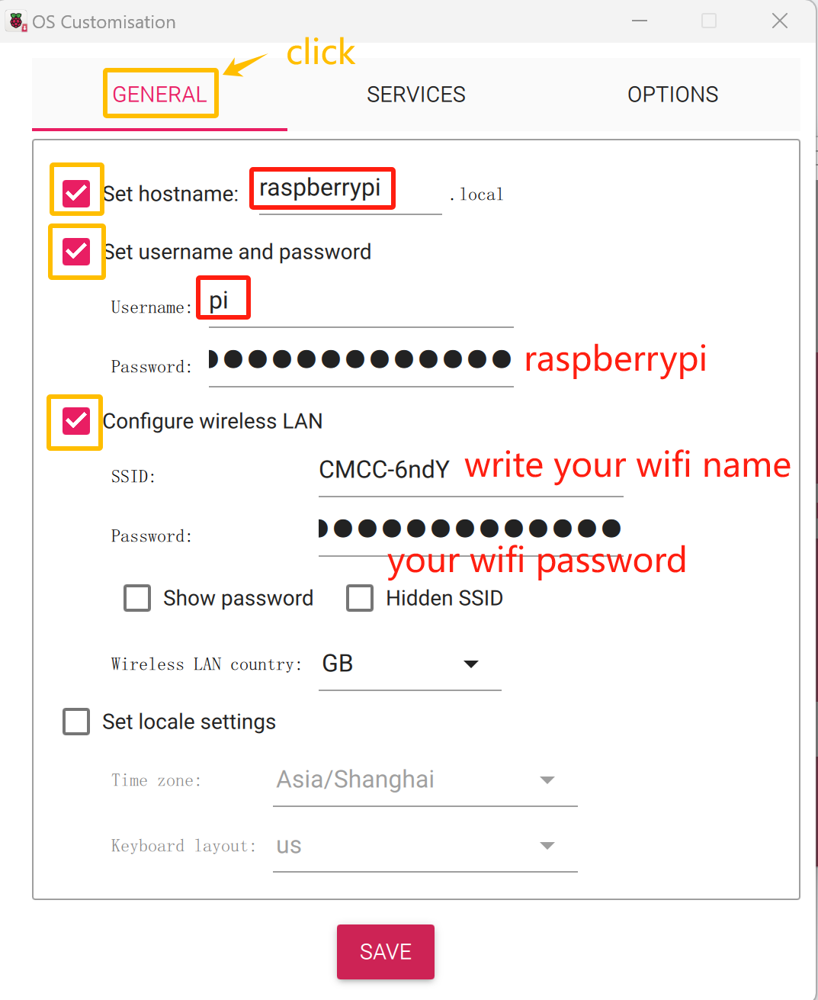 OS Customisation
click
GENERAL SERVICES OPTIONS
Set hostname: raspberrypi .local
Set username and password
Username: pi
Password: ●●●●●●●●●●●●● raspberrypi
Configure wireless LAN
SSID: CMCC-6ndY write your wifi name
Password: ●●●●●●●●●●●●●
your wifi password
Show password Hidden SSID
Wireless LAN country: GB
Set locale settings
Time zone: Asia/Shanghai
Keyboard layout: us
SAVE